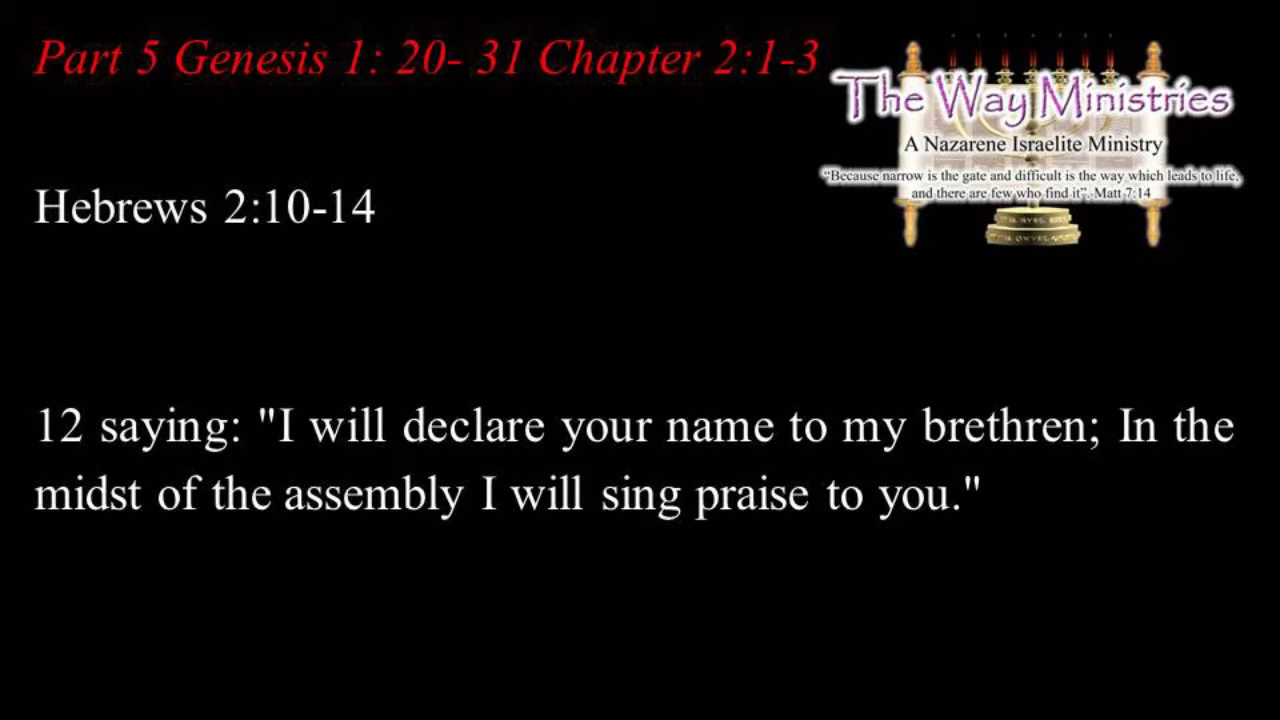 Part 5 Genesis 1: 20- 31 Chapter 2:1-3
The Way Ministries
A Nazarene Israelite Ministry
"Because narrow is the gate and difficult is the way which leads to life,
and there are few who find it". Matt 7:14
Hebrews 2:10-14
12 saying: "I will declare your name to my brethren; In the
midst of the assembly I will sing praise to you."